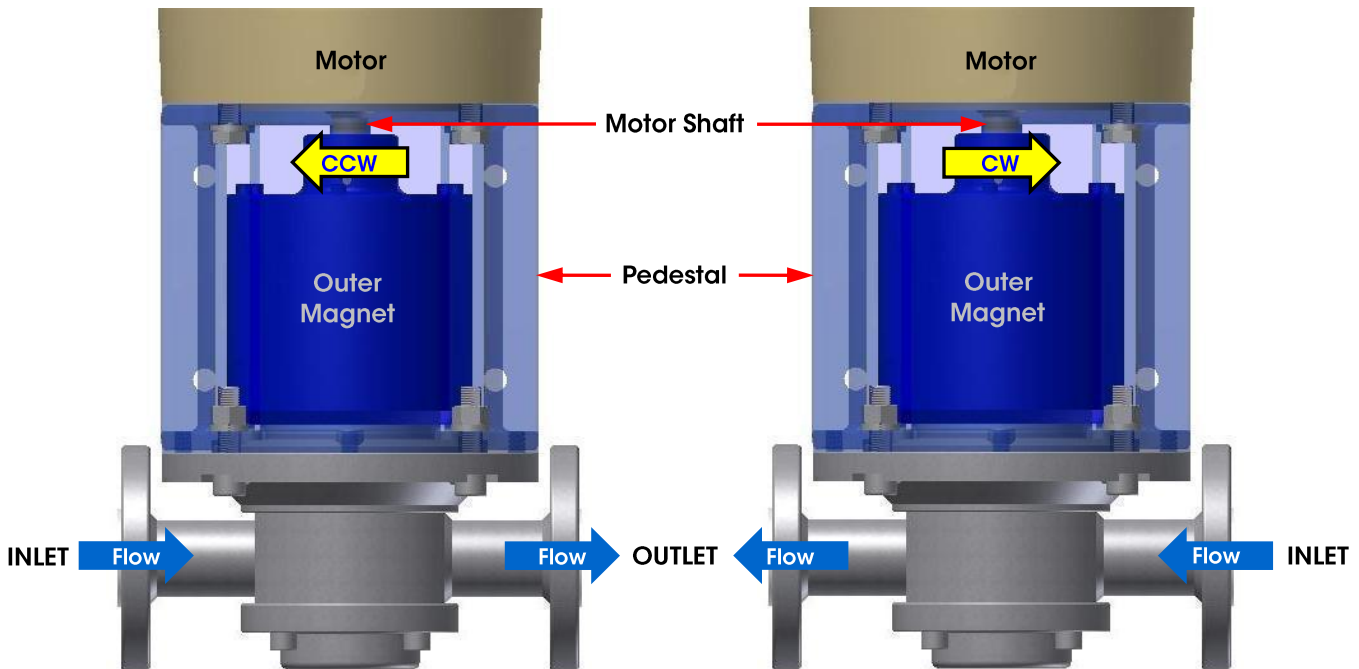 Motor
Motor
Motor Shaft
CCW
CW
Pedestal
Outer
Magnet
Outer
Magnet
INLET
Flow
Flow
OUTLET
Flow
Flow
INLET